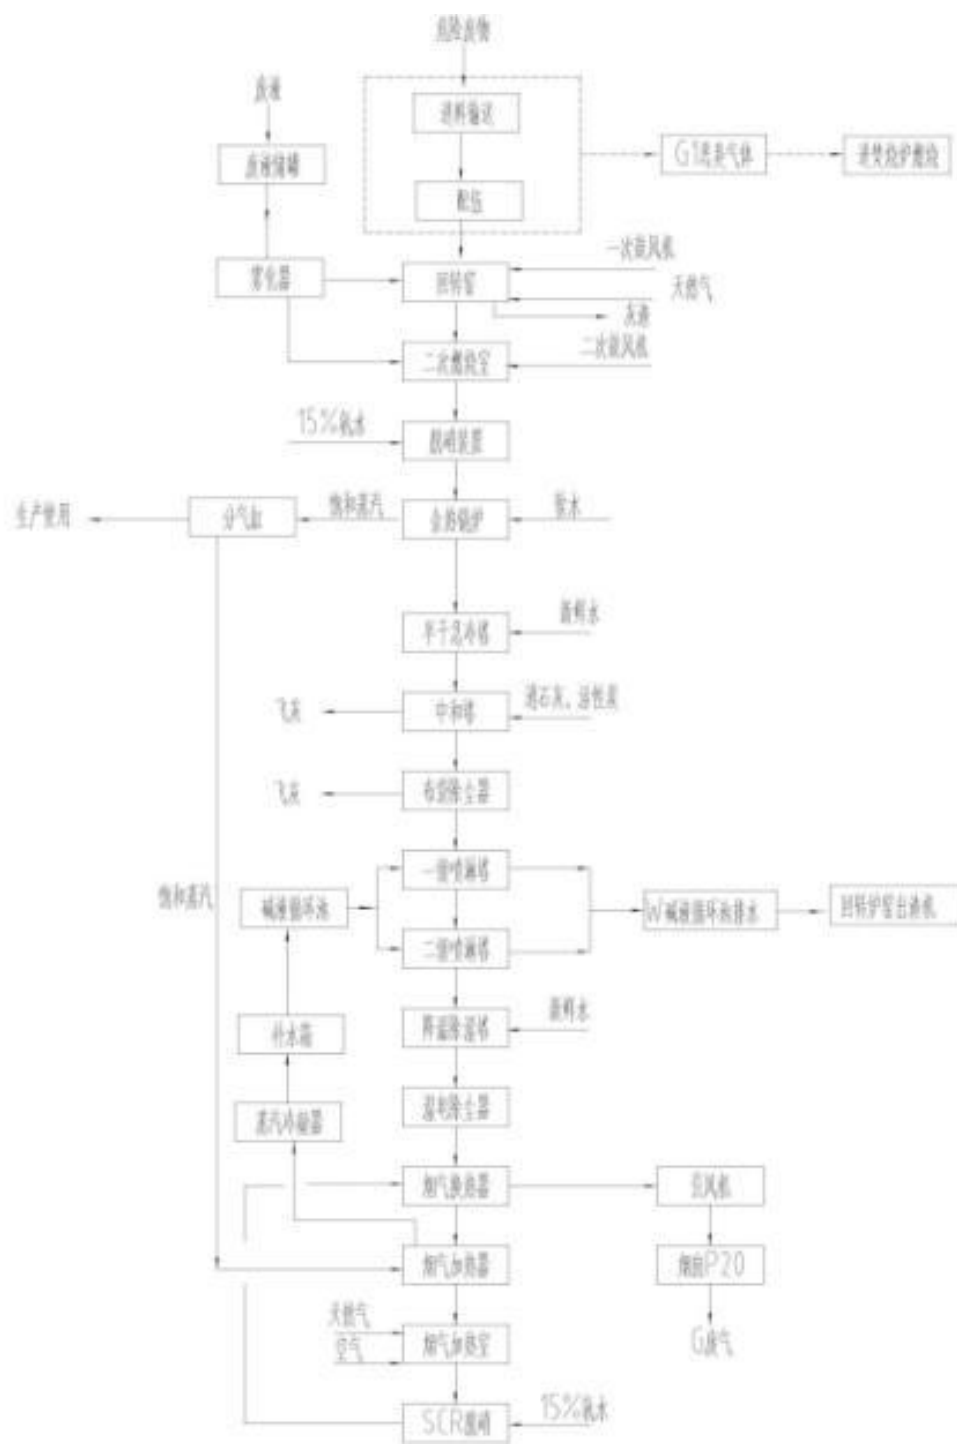 危险废物
废液
进料输送
G1恶臭气体
进焚烧炉燃烧
废液储罐
配伍
一次鼓风机
雾化器
回转窑
天然气
灰渣
二次鼓风机
二次燃烧室
15%氨水
脱硝装置
生产使用
分气缸
饱和蒸汽
余热锅炉
软水
半干急冷塔
新鲜水
飞灰
中和塔
消石灰、活性炭
飞灰
布袋除尘器
一级喷淋塔
饱和蒸汽
碱液循环池
W碱液循环池排水
回转炉窑出渣机
二级喷淋塔
补水箱
降温除湿塔
新鲜水
蒸汽冷凝器
湿电除尘器
烟气换热器
引风机
烟气加热器
烟囱P20
天然气
空气
烟气加热室
G废气
SCR脱硝
15%氨水